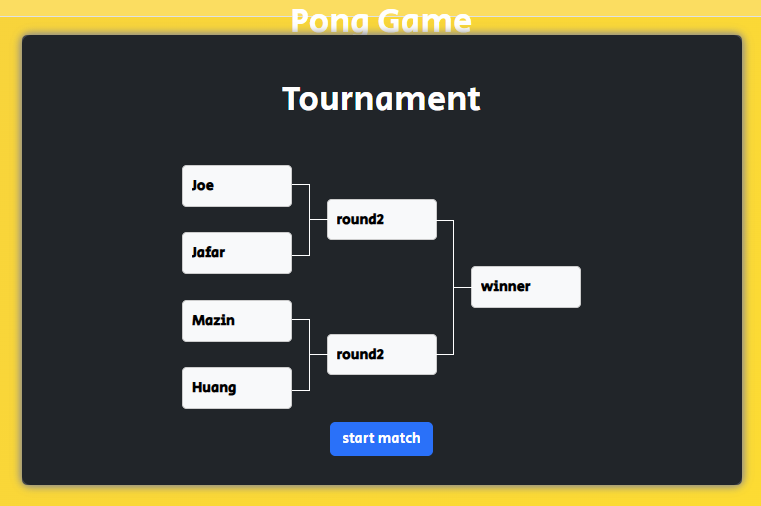 Pong Game
Tournament
Joe
Jafar
Mazin
Huang
round2
round2
winner
start match